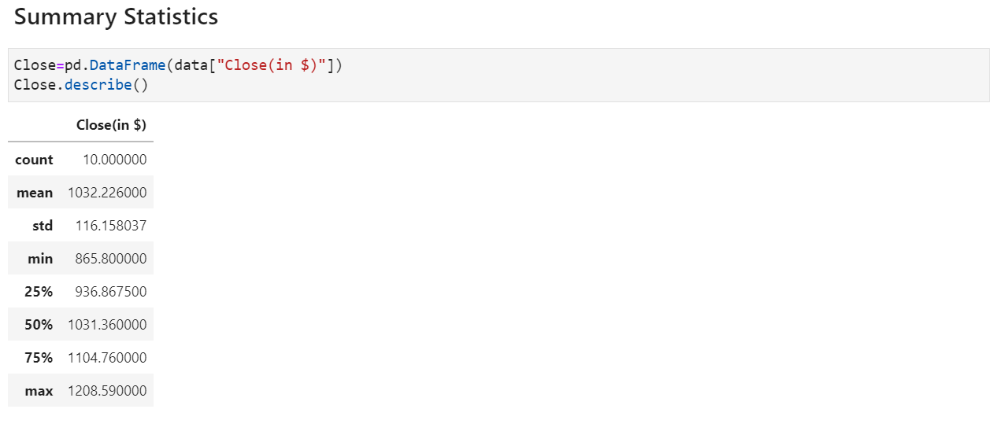 Summary Statistics
Close=pd.DataFrame(data["Close(in $)"])
Close.describe()
Close(in $)
count 10.000000
mean 1032.226000
std 116.158037
min 865.800000
25% 936.867500
50% 1031.360000
75% 1104.760000
max 1208.590000